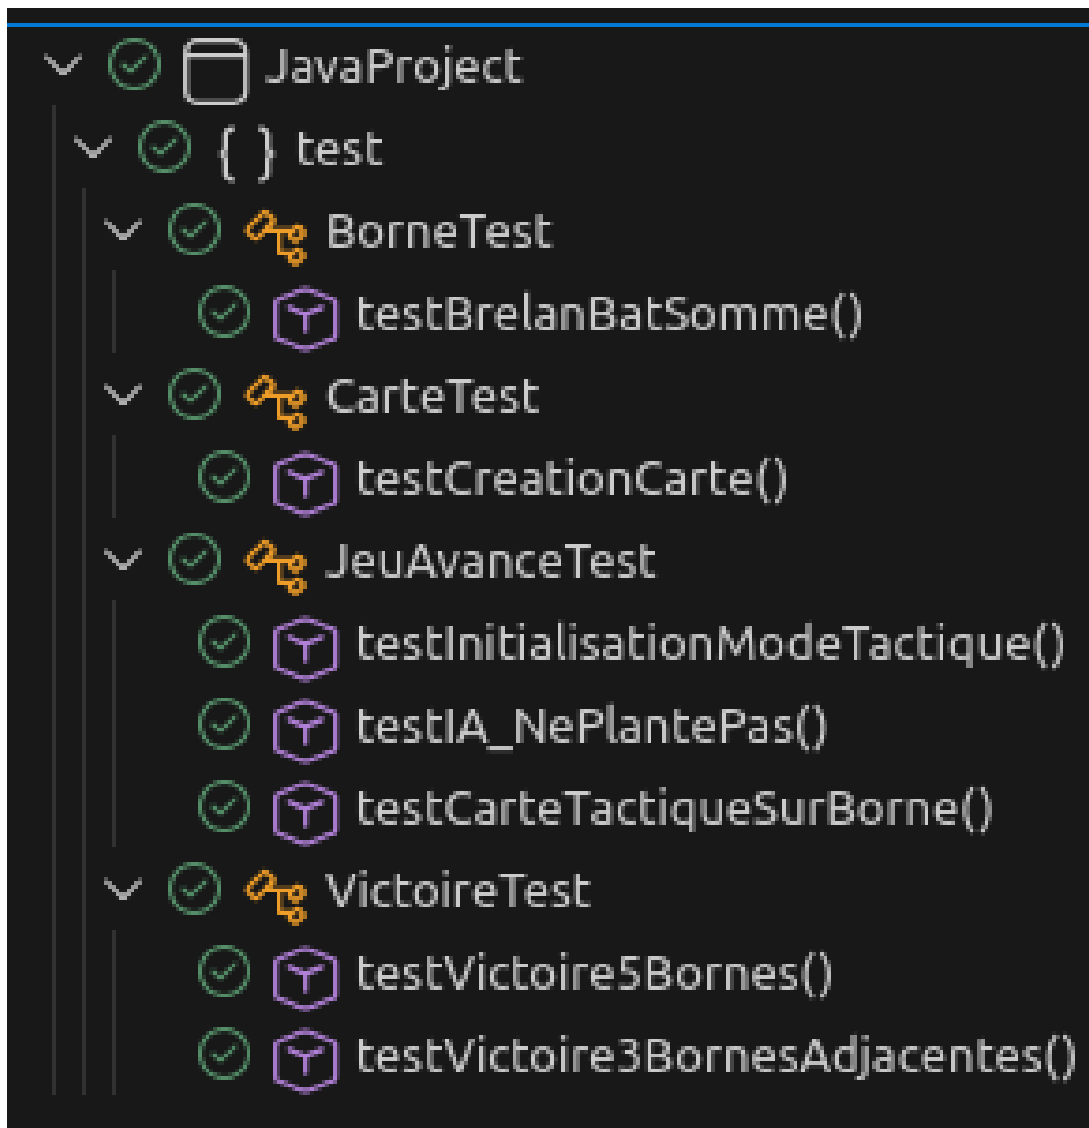 JavaProject
{ } test
BorneTest
testBrelanBatSomme()
CarteTest
testCreationCarte()
JeuAvanceTest
testInitialisationModeTactique()
testIA_NePlantePas()
testCarteTactiqueSurBorne()
VictoireTest
testVictoire5Bornes()
testVictoire3BornesAdjacentes()